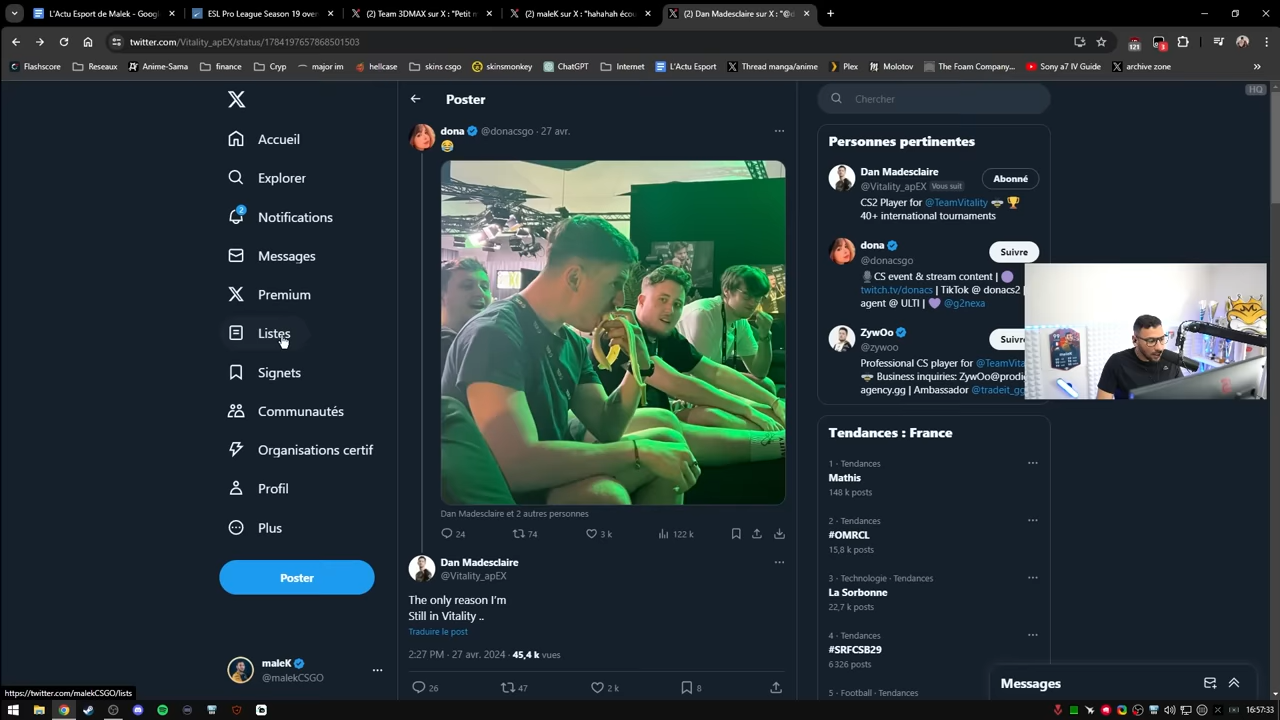 L'Actu Esport de Malek - Googl
ESL Pro League Season 19 over
(2) Team 3DMAX sur X : "Petit m
(2) maleK sur X : "hahahah écou
(2) Dan Madesclaire sur X : "@d
twitter.com/Vitality_apEX/status/1784197657868501503
121
3
Flashscore
Reseaux
Anime-Sama
finance
Cryp
major im
hellcase
skins csgo
skinsmonkey
ChatGPT
Internet
L'Actu Esport
Thread manga/anime
Plex
Molotov
The Foam Company...
Sony a7 IV Guide
archive zone
Accueil
Explorer
2
Notifications
Messages
Premium
Listes
Signets
Communautés
Organisations certif
Profil
Plus
Poster
maleK
@malekCSGO
https://twitter.com/malekCSGO/lists
Poster
dona @donacsgo · 27 avr.
😂
Dan Madesclaire et 2 autres personnes
24 74 3 k 122 k
Dan Madesclaire
@Vitality_apEX
The only reason I'm
Still in Vitality ..
Traduire le post
2:27 PM · 27 avr. 2024 · 45,4 k vues
26 47 2 k 8
Chercher
HQ
Personnes pertinentes
Dan Madesclaire
@Vitality_apEX Vous suit
Abonné
CS2 Player for @TeamVitality 🐝 🏆
40+ international tournaments
dona
@donacsgo
Suivre
🎙️CS event & stream content | 🟣
twitch.tv/donacs | TikTok @ donacs2 |
agent @ ULTI | 💜 @g2nexa
ZywOo
@zywoo
Suivr
Professional CS player for @TeamVita
🐝 Business inquiries: ZywOo@prodi
agency.gg | Ambassador @tradeit_gg
Tendances : France
1 · Tendances
Mathis
148 k posts
2 · Tendances
#OMRCL
15,8 k posts
3 · Technologie · Tendances
La Sorbonne
22,7 k posts
4 · Tendances
#SRFCSB29
6 326 posts
5 · Football · Tendances
Messages
16:57:33